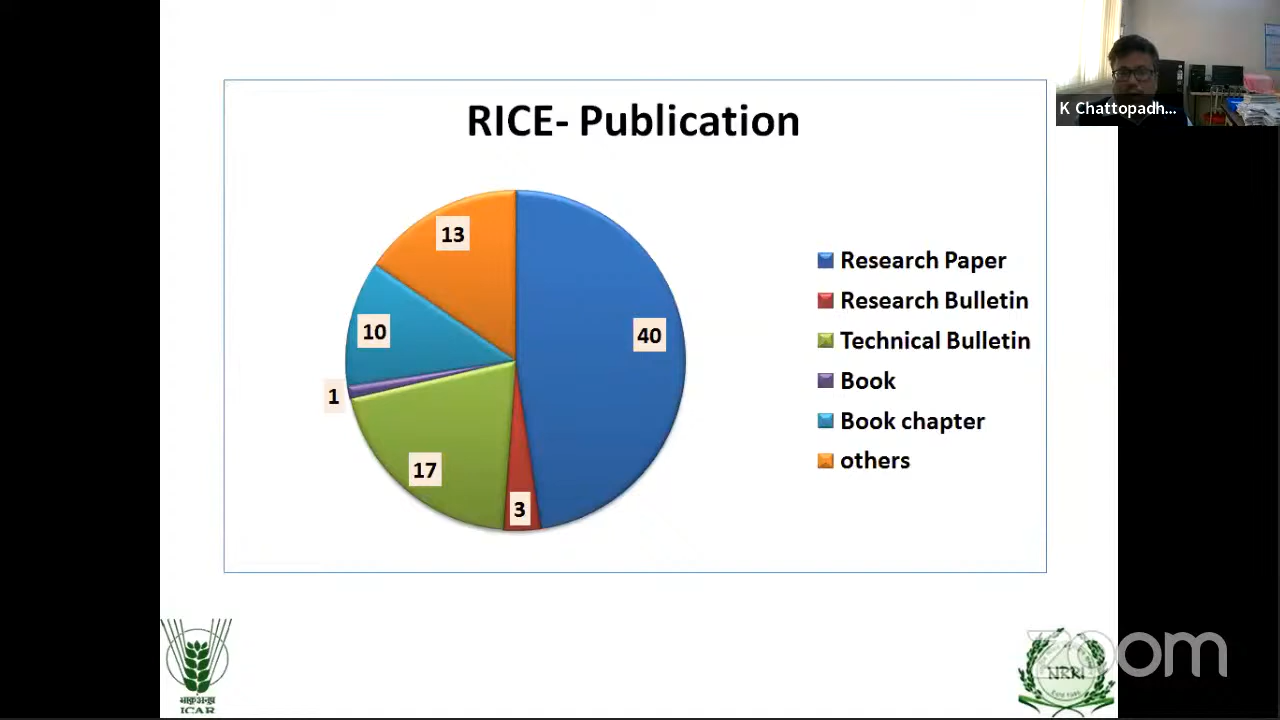 RICE- Publication
K Chattopadh...
13
40
10
1
17
3
Research Paper
Research Bulletin
Technical Bulletin
Book
Book chapter
others
ICAR
NRRI
zoom